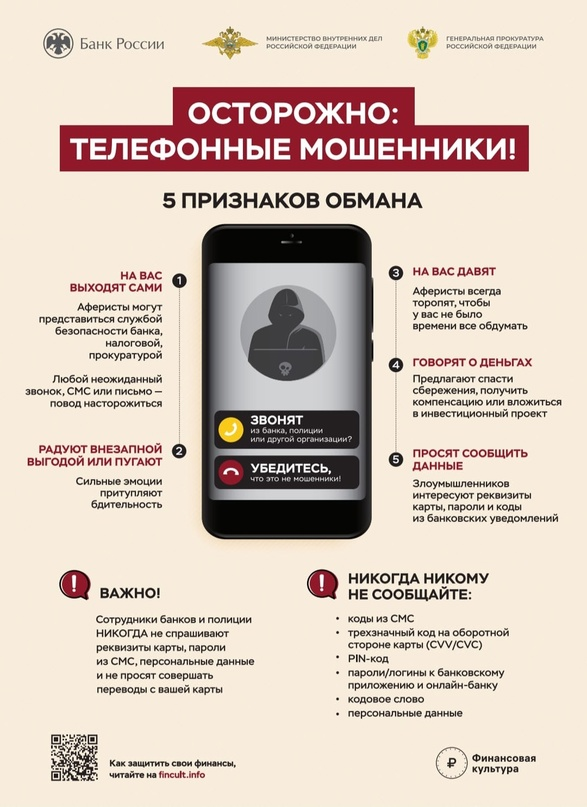 Банк России
МИНИСТЕРСТВО ВНУТРЕННИХ ДЕЛ
РОССИЙСКОЙ ФЕДЕРАЦИИ
ГЕНЕРАЛЬНАЯ ПРОКУРАТУРА
РОССИЙСКОЙ ФЕДЕРАЦИИ
ОСТОРОЖНО:
ТЕЛЕФОННЫЕ МОШЕННИКИ!
5 ПРИЗНАКОВ ОБМАНА
1
НА ВАС
ВЫХОДЯТ САМИ
Аферисты могут
представиться службой
безопасности банка,
налоговой,
прокуратурой
Любой неожиданный
звонок, СМС или письмо —
повод насторожиться
2
РАДУЮТ ВНЕЗАПНОЙ
ВЫГОДОЙ ИЛИ ПУГАЮТ
Сильные эмоции
притупляют
бдительность
ЗВОНЯТ
из банка, полиции
или другой организации?
УБЕДИТЕСЬ,
что это не мошенники!
3
НА ВАС ДАВЯТ
Аферисты всегда
торопят, чтобы
у вас не было
времени все обдумать
4
ГОВОРЯТ О ДЕНЬГАХ
Предлагают спасти
сбережения, получить
компенсацию или вложиться
в инвестиционный проект
5
ПРОСЯТ СООБЩИТЬ
ДАННЫЕ
Злоумышленников
интересуют реквизиты
карты, пароли и коды
из банковских уведомлений
ВАЖНО!
Сотрудники банков и полиции
НИКОГДА не спрашивают
реквизиты карты, пароли
из СМС, персональные данные
и не просят совершать
переводы с вашей карты
НИКОГДА НИКОМУ
НЕ СООБЩАЙТЕ:
• коды из СМС
• трехзначный код на оборотной
стороне карты (CVV/CVC)
• PIN-код
• пароли/логины к банковскому
приложению и онлайн-банку
• кодовое слово
• персональные данные
Как защитить свои финансы,
читайте на fincult.info
₽
Финансовая
культура